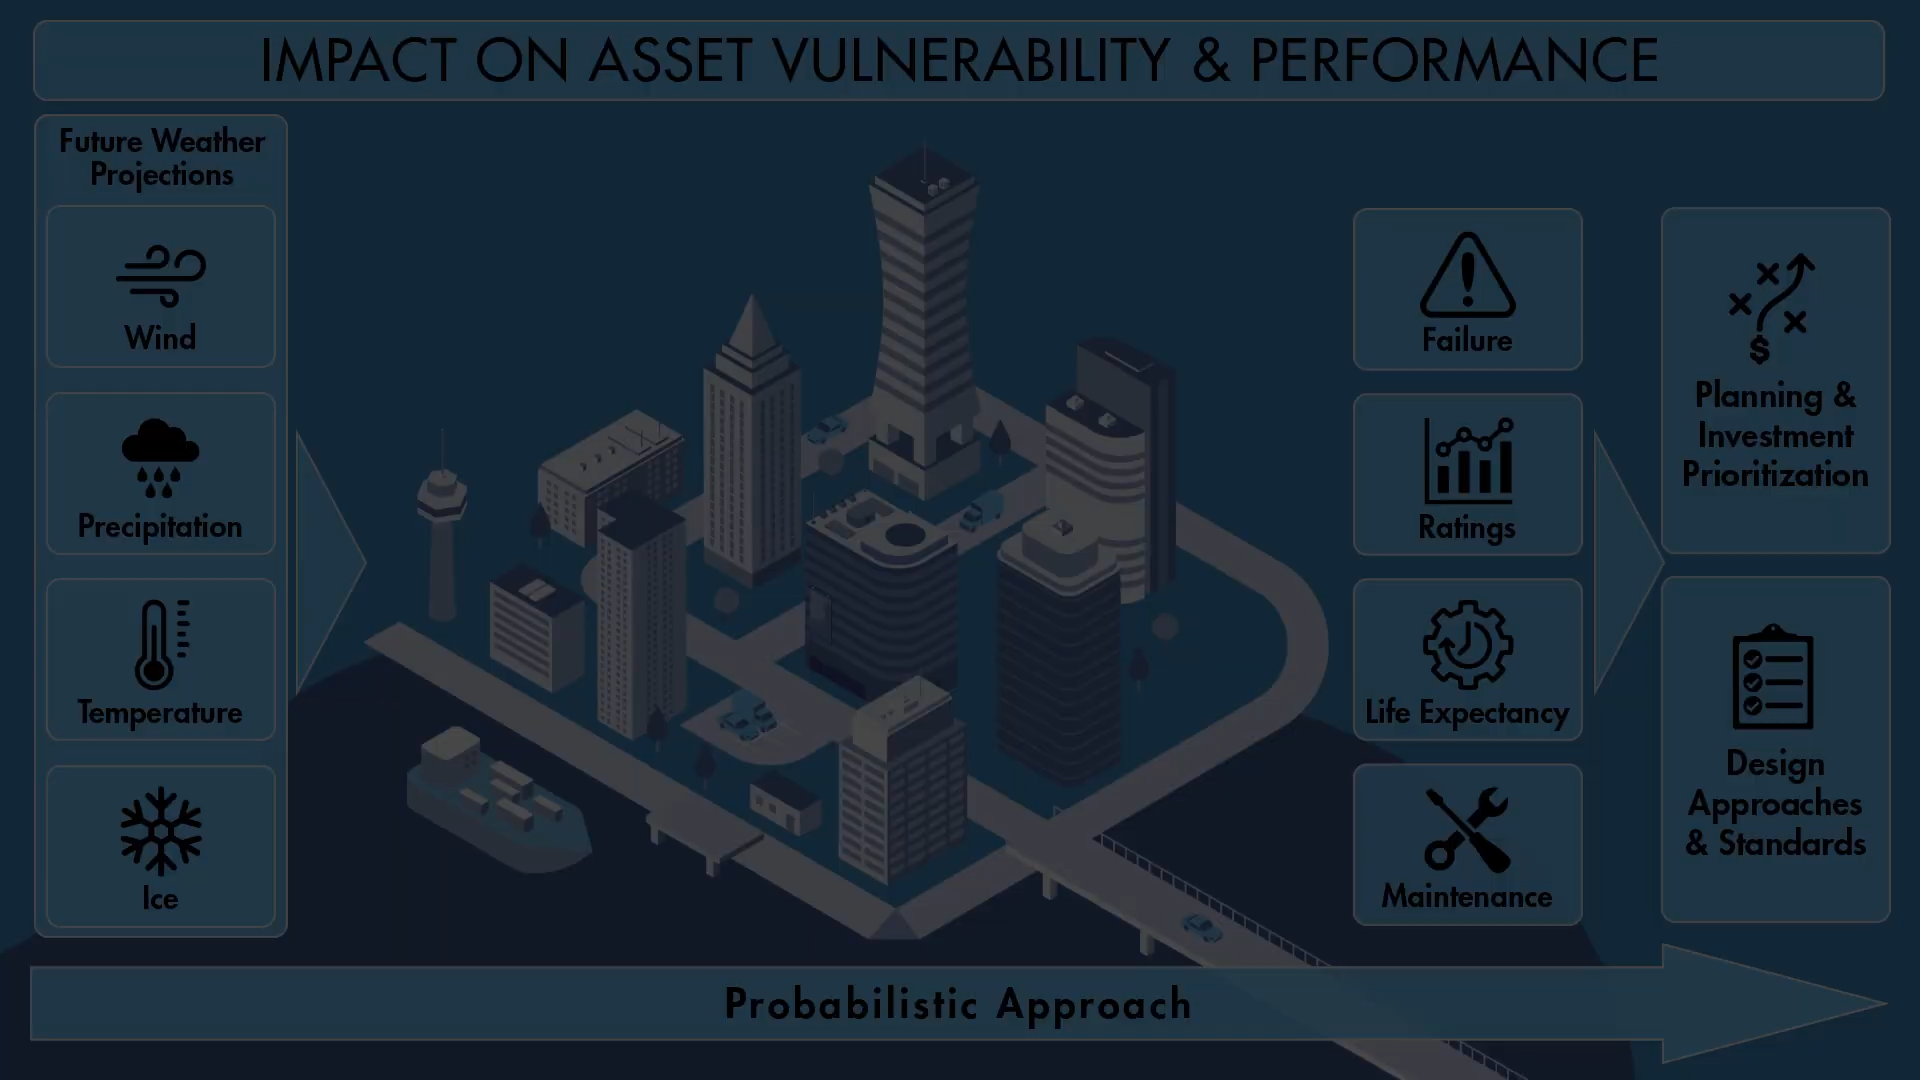 IMPACT ON ASSET VULNERABILITY & PERFORMANCE
Future Weather
Projections
Wind
Precipitation
Temperature
Ice
Failure
Ratings
Life Expectancy
Maintenance
$
Planning &
Investment
Prioritization
Design
Approaches
& Standards
Probabilistic Approach